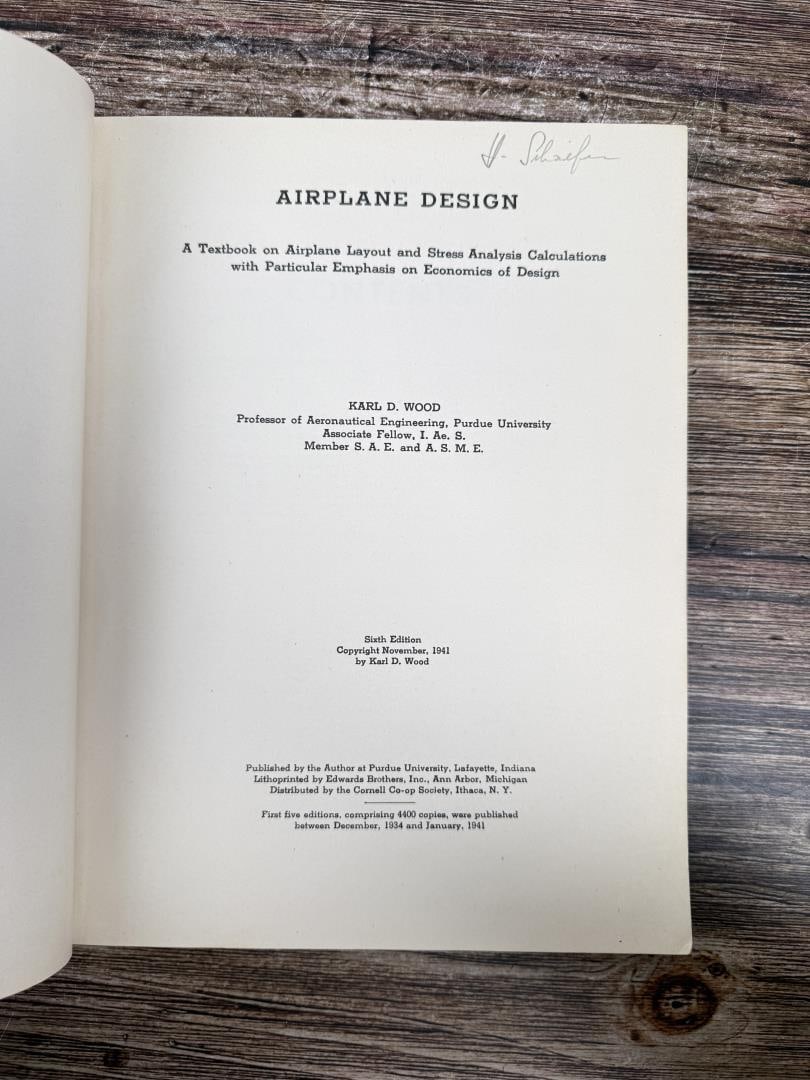 H. Schaefer
AIRPLANE DESIGN
A Textbook on Airplane Layout and Stress Analysis Calculations
with Particular Emphasis on Economics of Design
KARL D. WOOD
Professor of Aeronautical Engineering, Purdue University
Associate Fellow, I. Ae. S.
Member S. A. E. and A. S. M. E.
Sixth Edition
Copyright November, 1941
by Karl D. Wood
Published by the Author at Purdue University, Lafayette, Indiana
Lithoprinted by Edwards Brothers, Inc., Ann Arbor, Michigan
Distributed by the Cornell Co-op Society, Ithaca, N. Y.
First five editions, comprising 4400 copies, were published
between December, 1934 and January, 1941